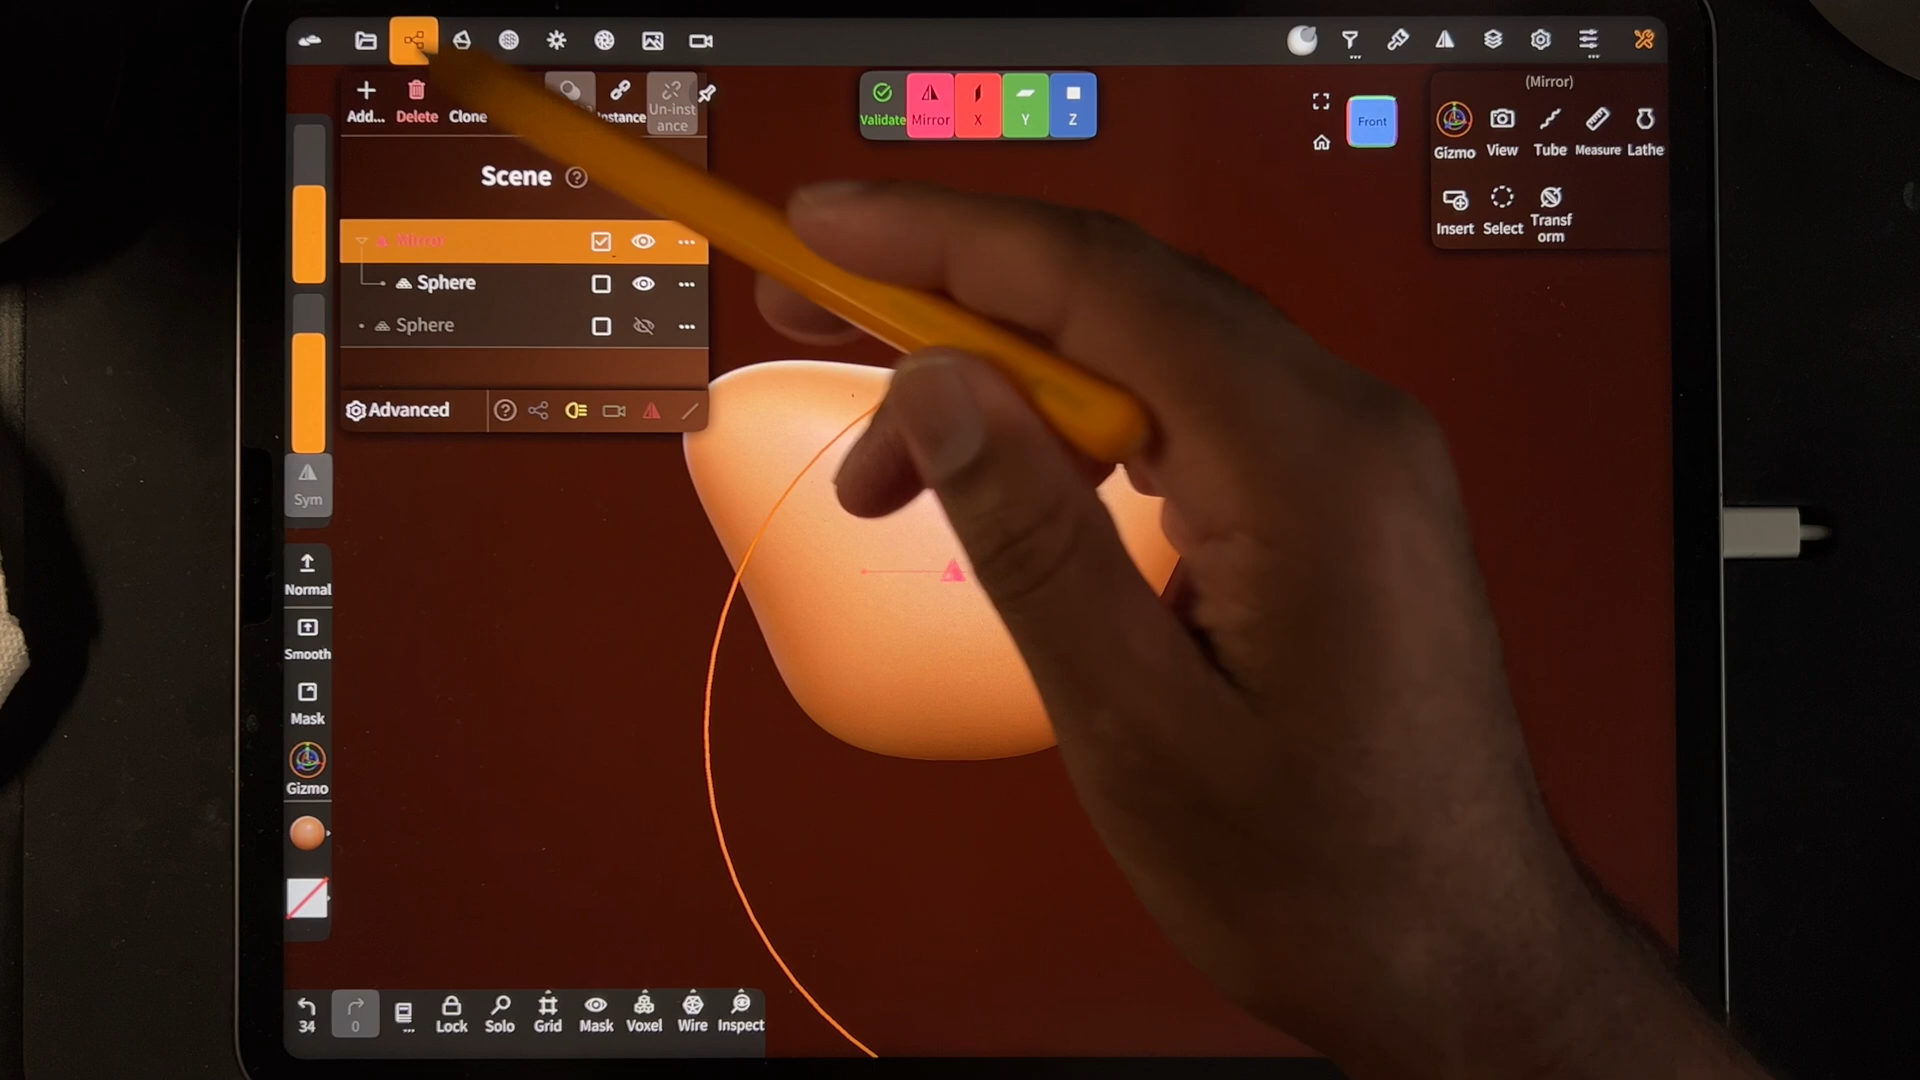 Add...
Delete
Clone
Instance
Un-inst
ance
Scene
Mirror
Sphere
Sphere
Advanced
Validate
Mirror
X
Y
Z
Front
(Mirror)
Gizmo
View
Tube
Measure
Lathe
Insert
Select
Transf
orm
Sym
Normal
Smooth
Mask
Gizmo
34
0
Lock
Solo
Grid
Mask
Voxel
Wire
Inspect